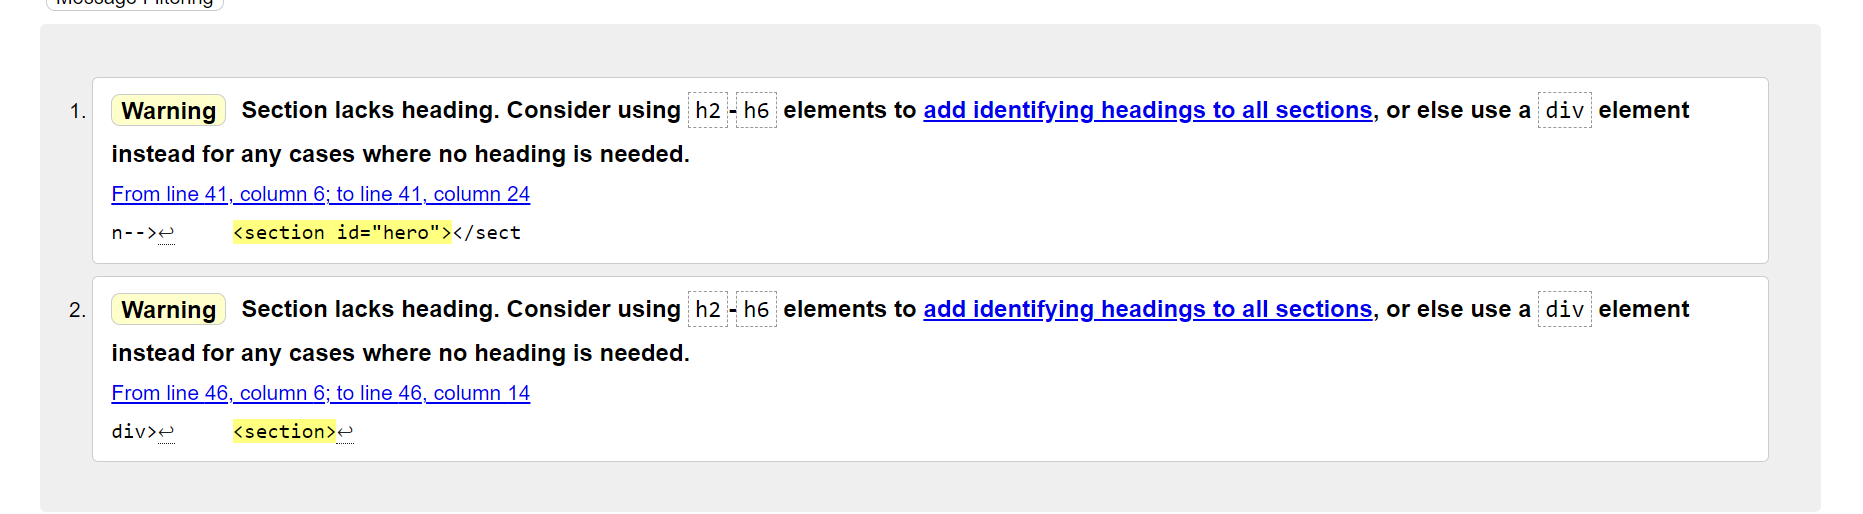 Message Filtering
1. Warning Section lacks heading. Consider using h2-h6 elements to add identifying headings to all sections, or else use a div element
instead for any cases where no heading is needed.
From line 41, column 6; to line 41, column 24
n-->↩ <section id="hero"></sect
2. Warning Section lacks heading. Consider using h2-h6 elements to add identifying headings to all sections, or else use a div element
instead for any cases where no heading is needed.
From line 46, column 6; to line 46, column 14
div>↩ <section>↩